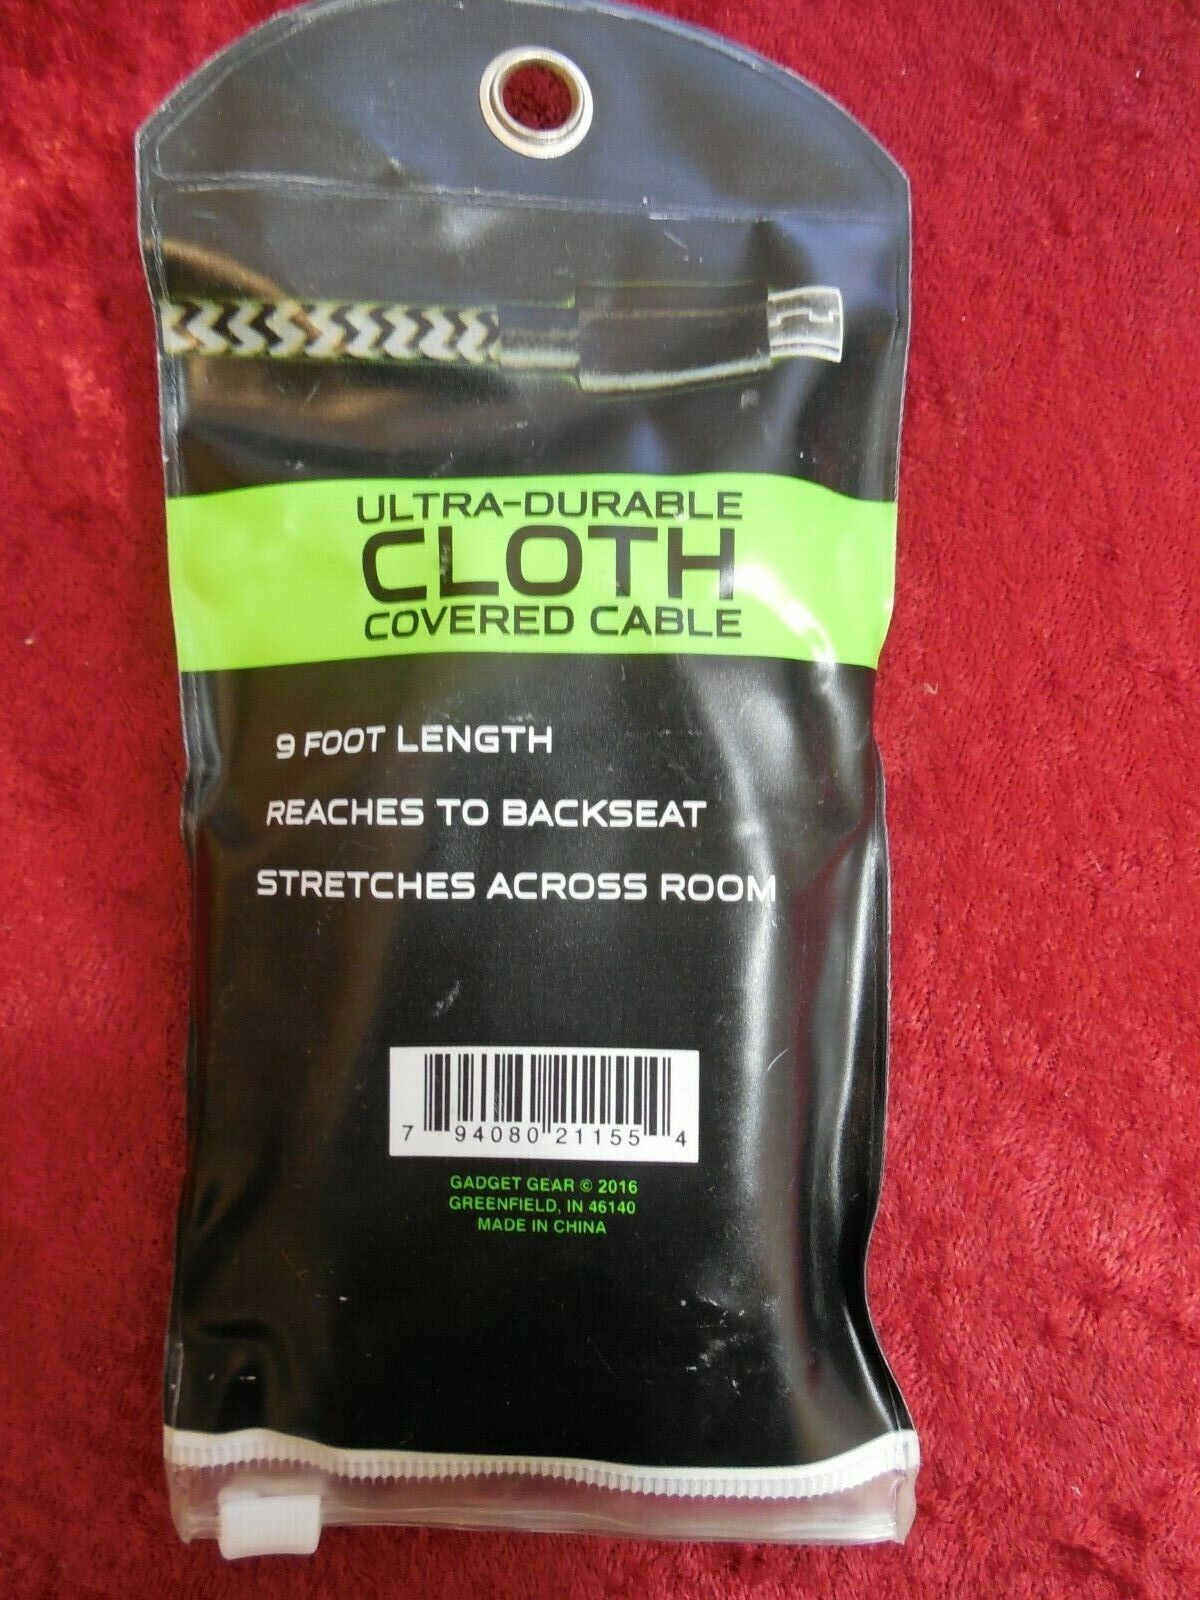 ULTRA-DURABLE
CLOTH
COVERED CABLE
9 FOOT LENGTH
REACHES TO BACKSEAT
STRETCHES ACROSS ROOM
7 94080 21155 4
GADGET GEAR © 2016
GREENFIELD, IN 46140
MADE IN CHINA